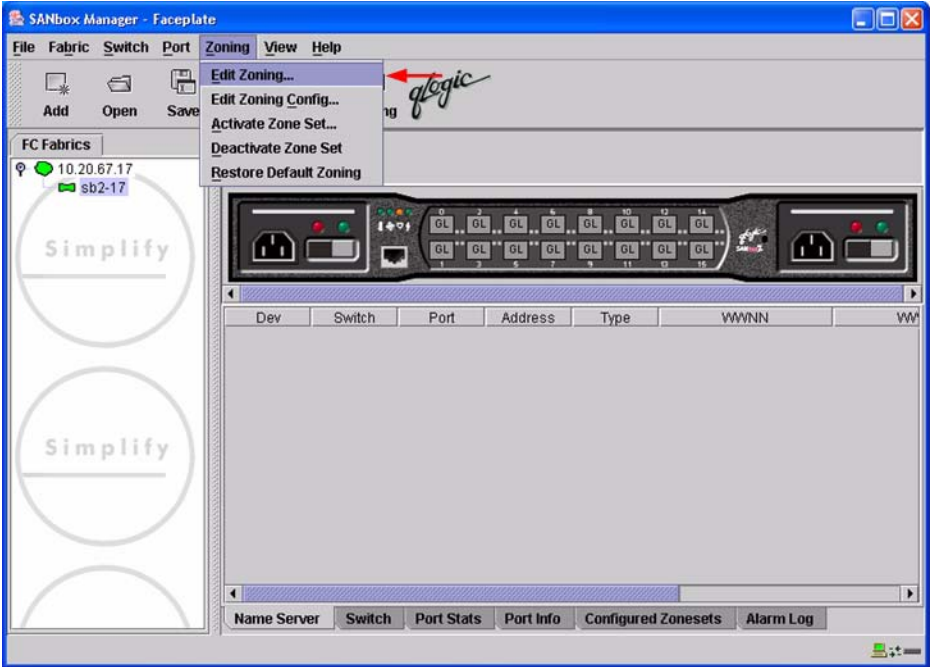 SANbox Manager - Faceplate
File Fabric Switch Port Zoning View Help
Edit Zoning...
Edit Zoning Config...
Activate Zone Set...
Deactivate Zone Set
Restore Default Zoning
Add Open Save ng
qlogic
FC Fabrics
10.20.67.17
sb2-17
Simplify
Simplify
0 2 4 6 8 10 12 14
GL GL GL GL GL GL GL GL
GL GL GL GL GL GL GL GL
1 3 5 7 9 11 13 15
Dev Switch Port Address Type WWNN WW
Name Server Switch Port Stats Port Info Configured Zonesets Alarm Log